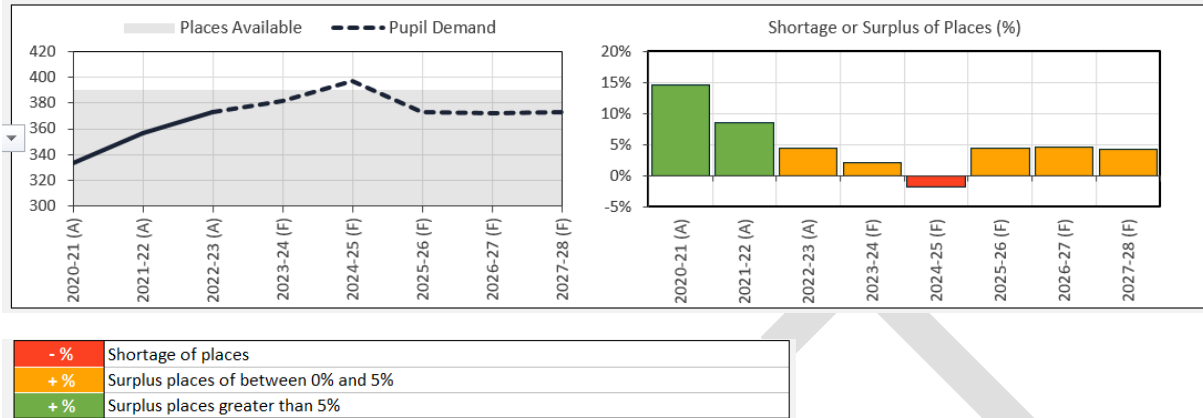 Places Available Pupil Demand
420
400
380
360
340
320
300
2020-21 (A)
2021-22 (A)
2022-23 (A)
2023-24 (F)
2024-25 (F)
2025-26 (F)
2026-27 (F)
2027-28 (F)
Shortage or Surplus of Places (%)
20%
15%
10%
5%
0%
-5%
2020-21 (A)
2021-22 (A)
2022-23 (A)
2023-24 (F)
2024-25 (F)
2025-26 (F)
2026-27 (F)
2027-28 (F)
- % Shortage of places
+ % Surplus places of between 0% and 5%
+ % Surplus places greater than 5%